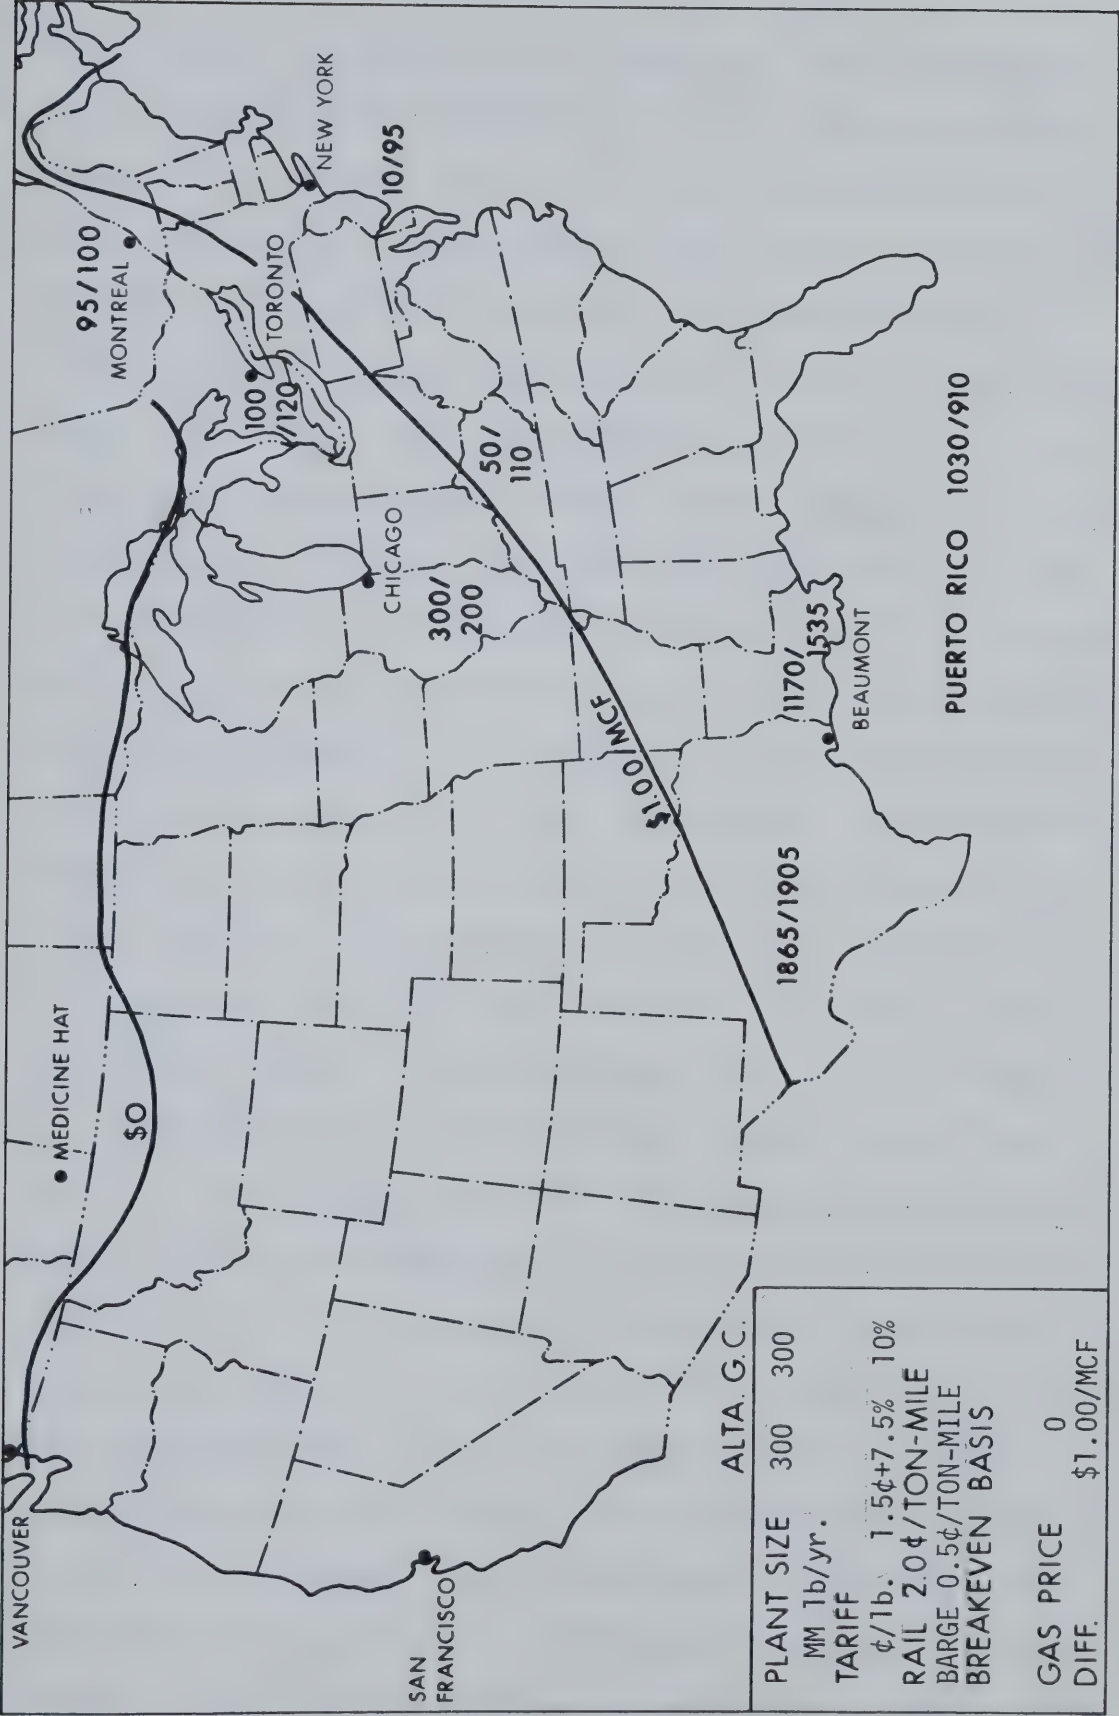 VANCOUVER
MEDICINE HAT
$0
95/100
MONTREAL
TORONTO
100
/120
NEW YORK
10/95
CHICAGO
300/
200
50/
110
$1.00/MCF
SAN
FRANCISCO
1865/1905
1170/
1535
BEAUMONT
PUERTO RICO 1030/910
ALTA. G.C.
PLANT SIZE 300 300
MM lb/yr.
TARIFF
¢/lb. 1.5¢+7.5% 10%
RAIL 2.0¢/TON-MILE
BARGE 0.5¢/TON-MILE
BREAKEVEN BASIS
GAS PRICE 0
DIFF. $1.00/MCF